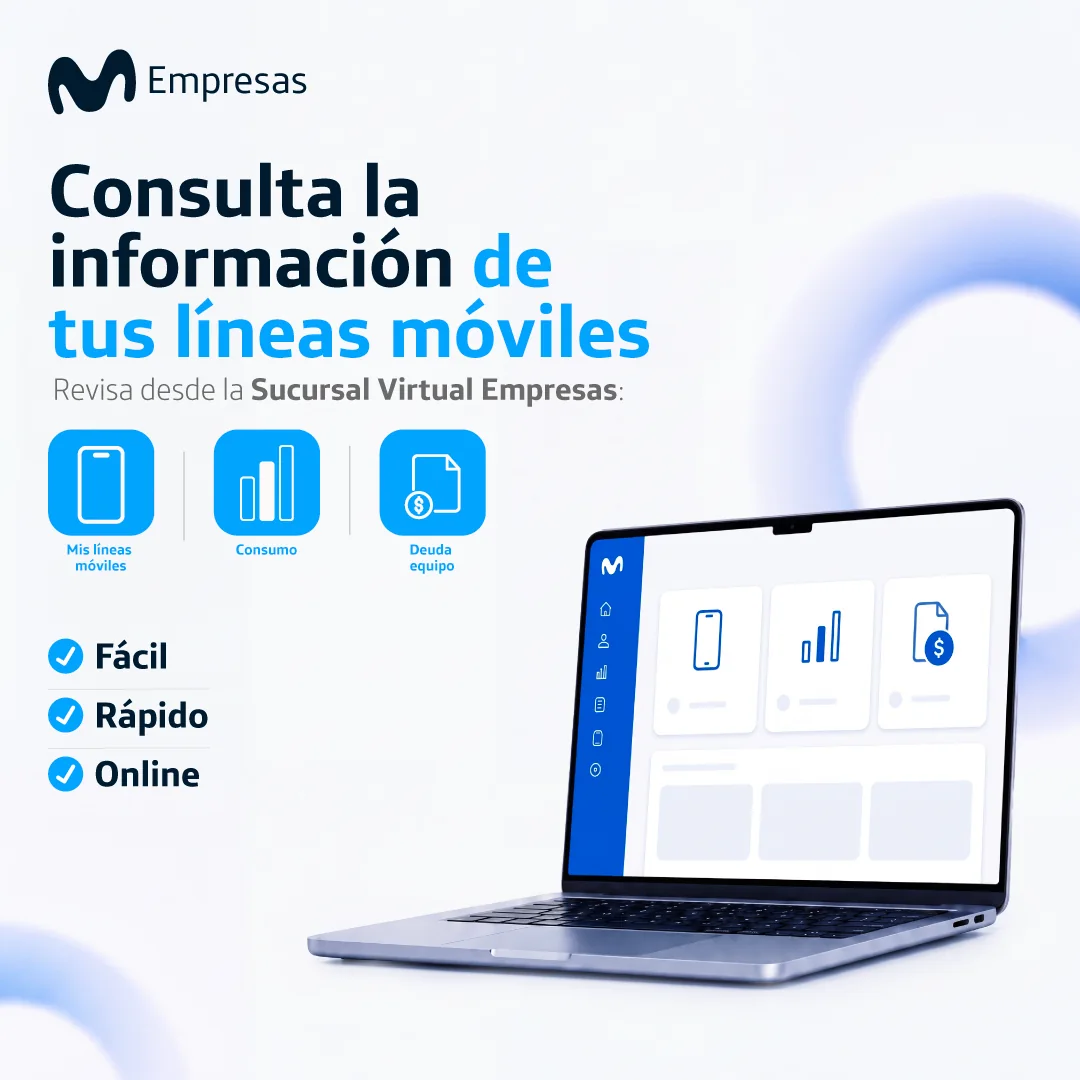 Empresas
Consulta la
información de
tus líneas móviles
Revisa desde la Sucursal Virtual Empresas:
Mis líneas
móviles
Consumo
Deuda
equipo
Fácil
Rápido
Online